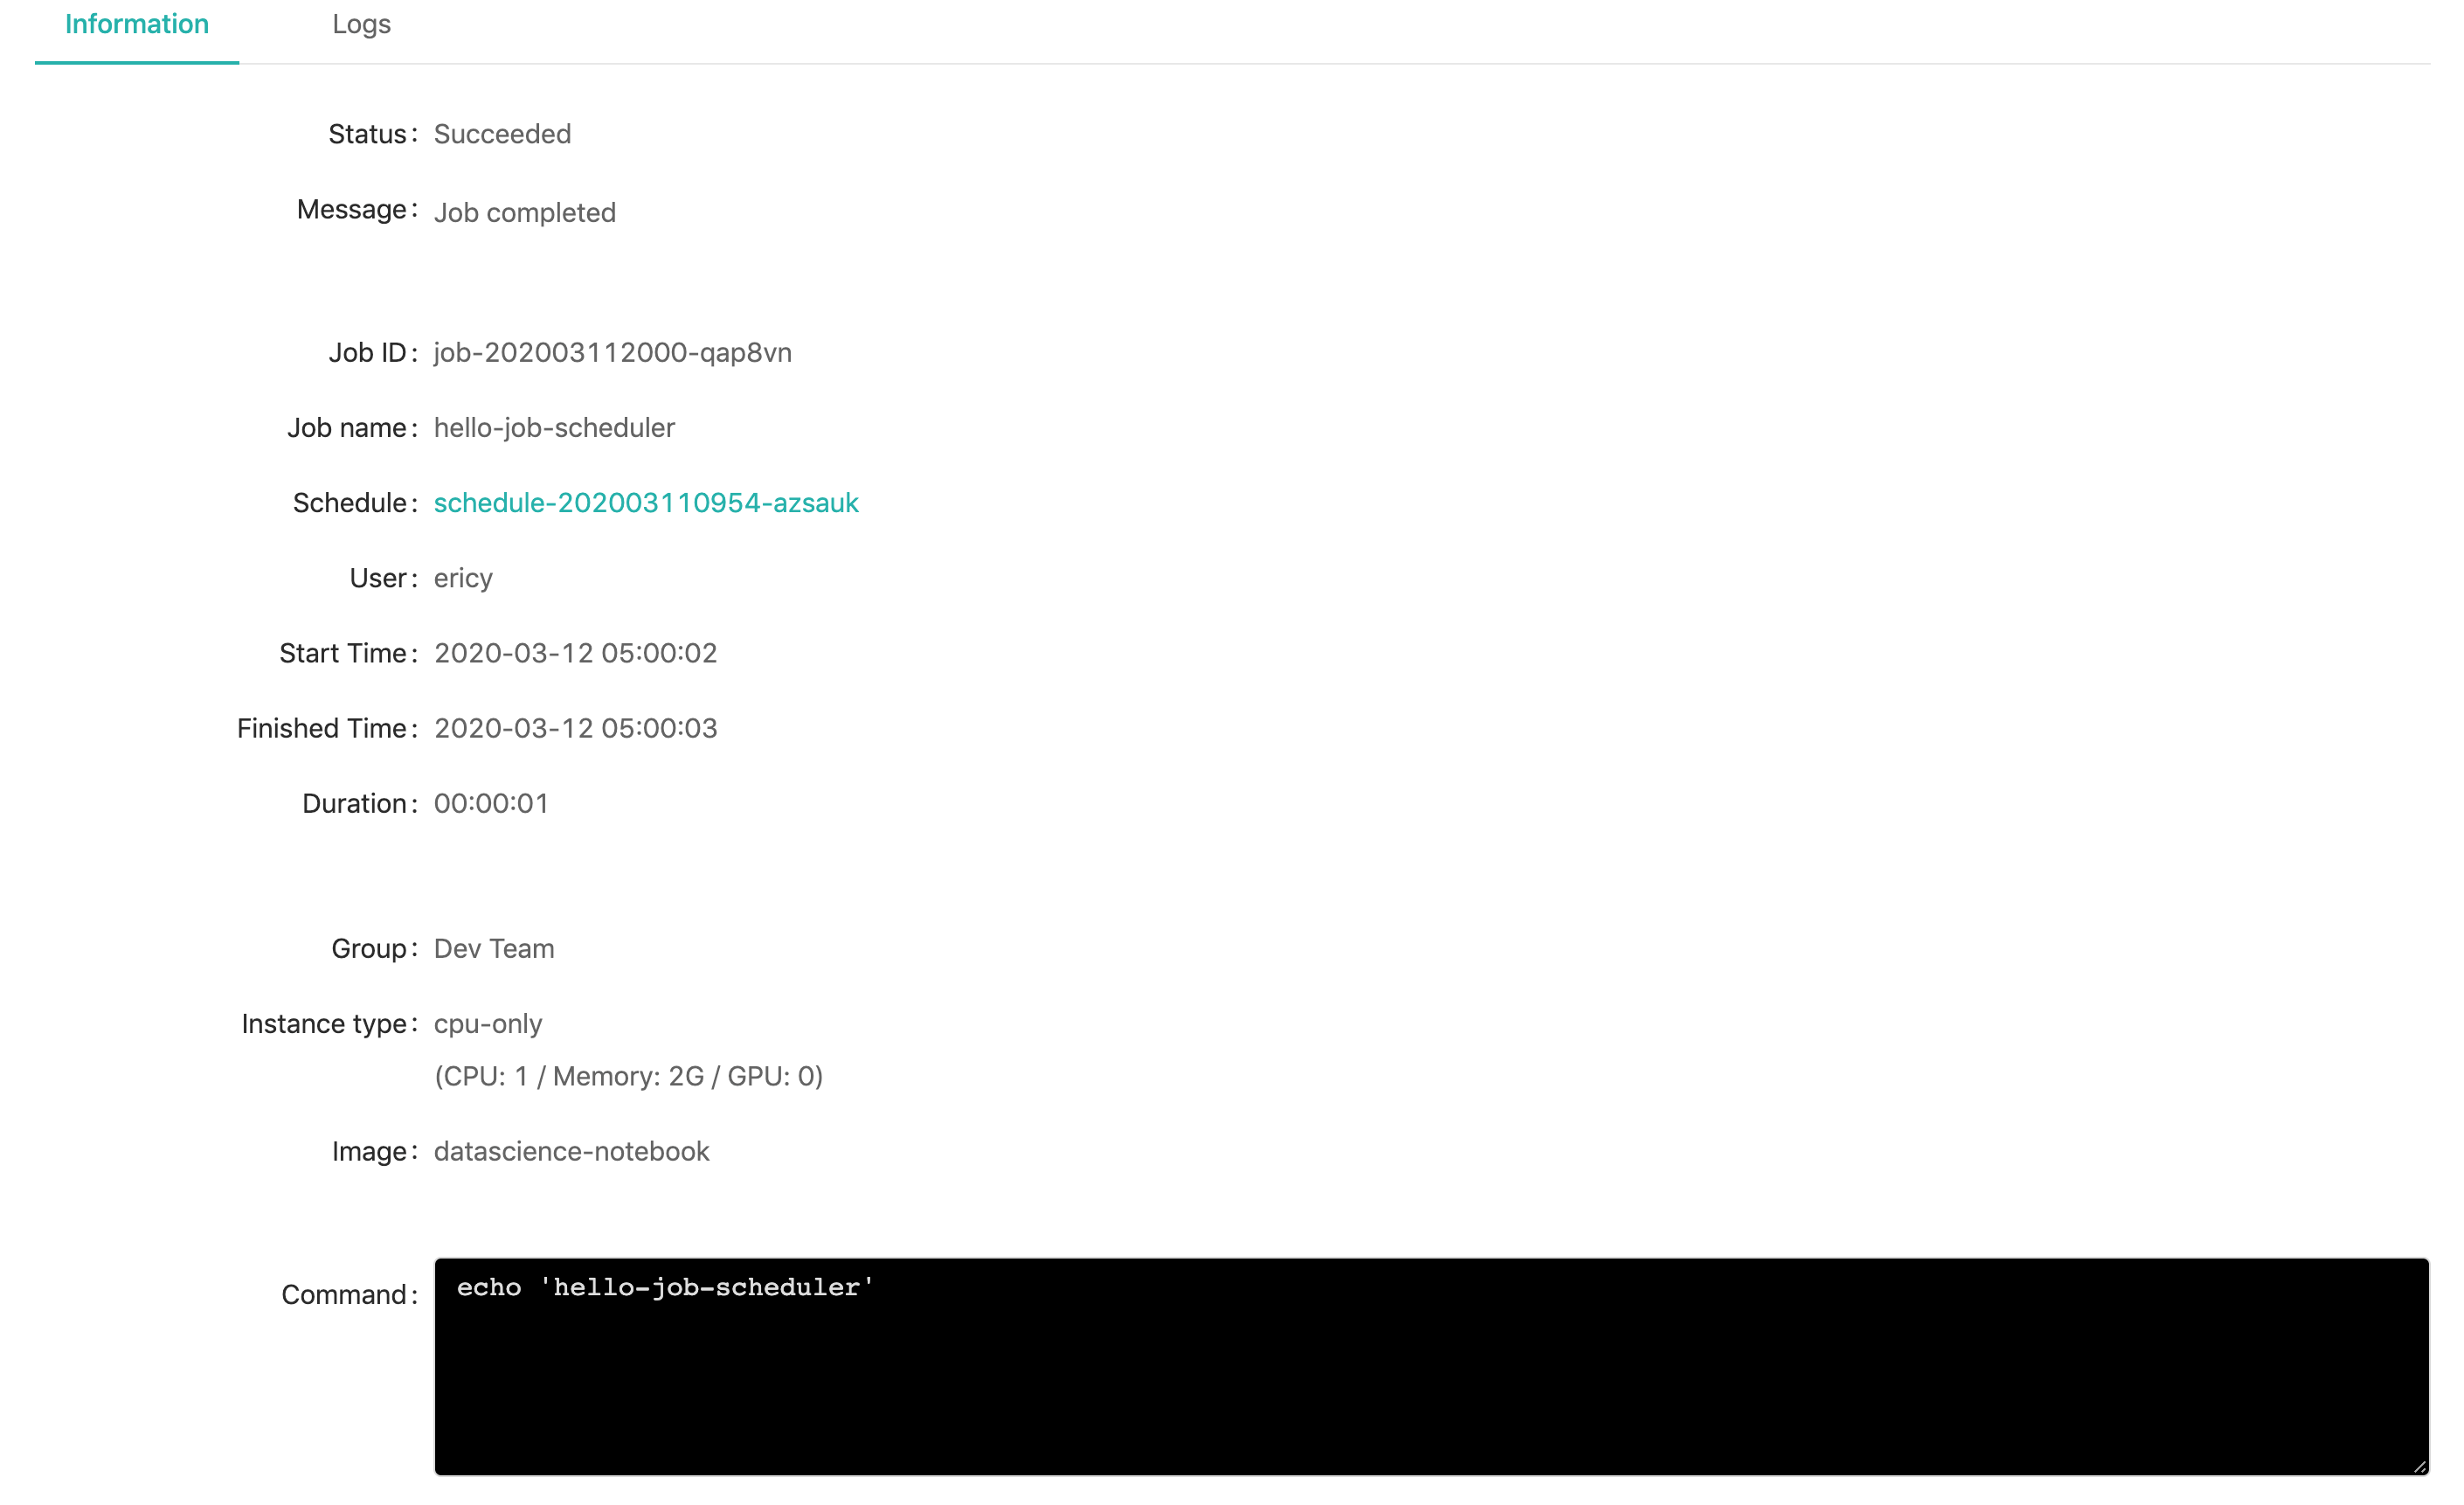 Information Logs
Status: Succeeded
Message: Job completed
Job ID: job-202003112000-qap8vn
Job name: hello-job-scheduler
Schedule: schedule-202003110954-azsauk
User: ericy
Start Time: 2020-03-12 05:00:02
Finished Time: 2020-03-12 05:00:03
Duration: 00:00:01
Group: Dev Team
Instance type: cpu-only
(CPU: 1 / Memory: 2G / GPU: 0)
Image: datascience-notebook
Command: echo 'hello-job-scheduler'